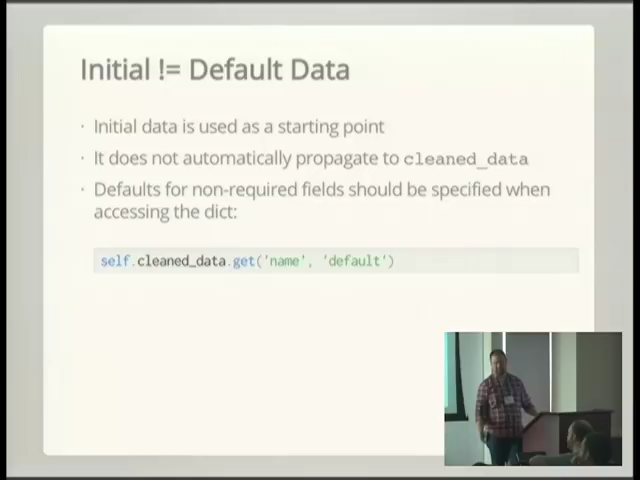 Initial != Default Data
· Initial data is used as a starting point
· It does not automatically propagate to cleaned_data
· Defaults for non-required fields should be specified when
accessing the dict:
self.cleaned_data.get('name', 'default')